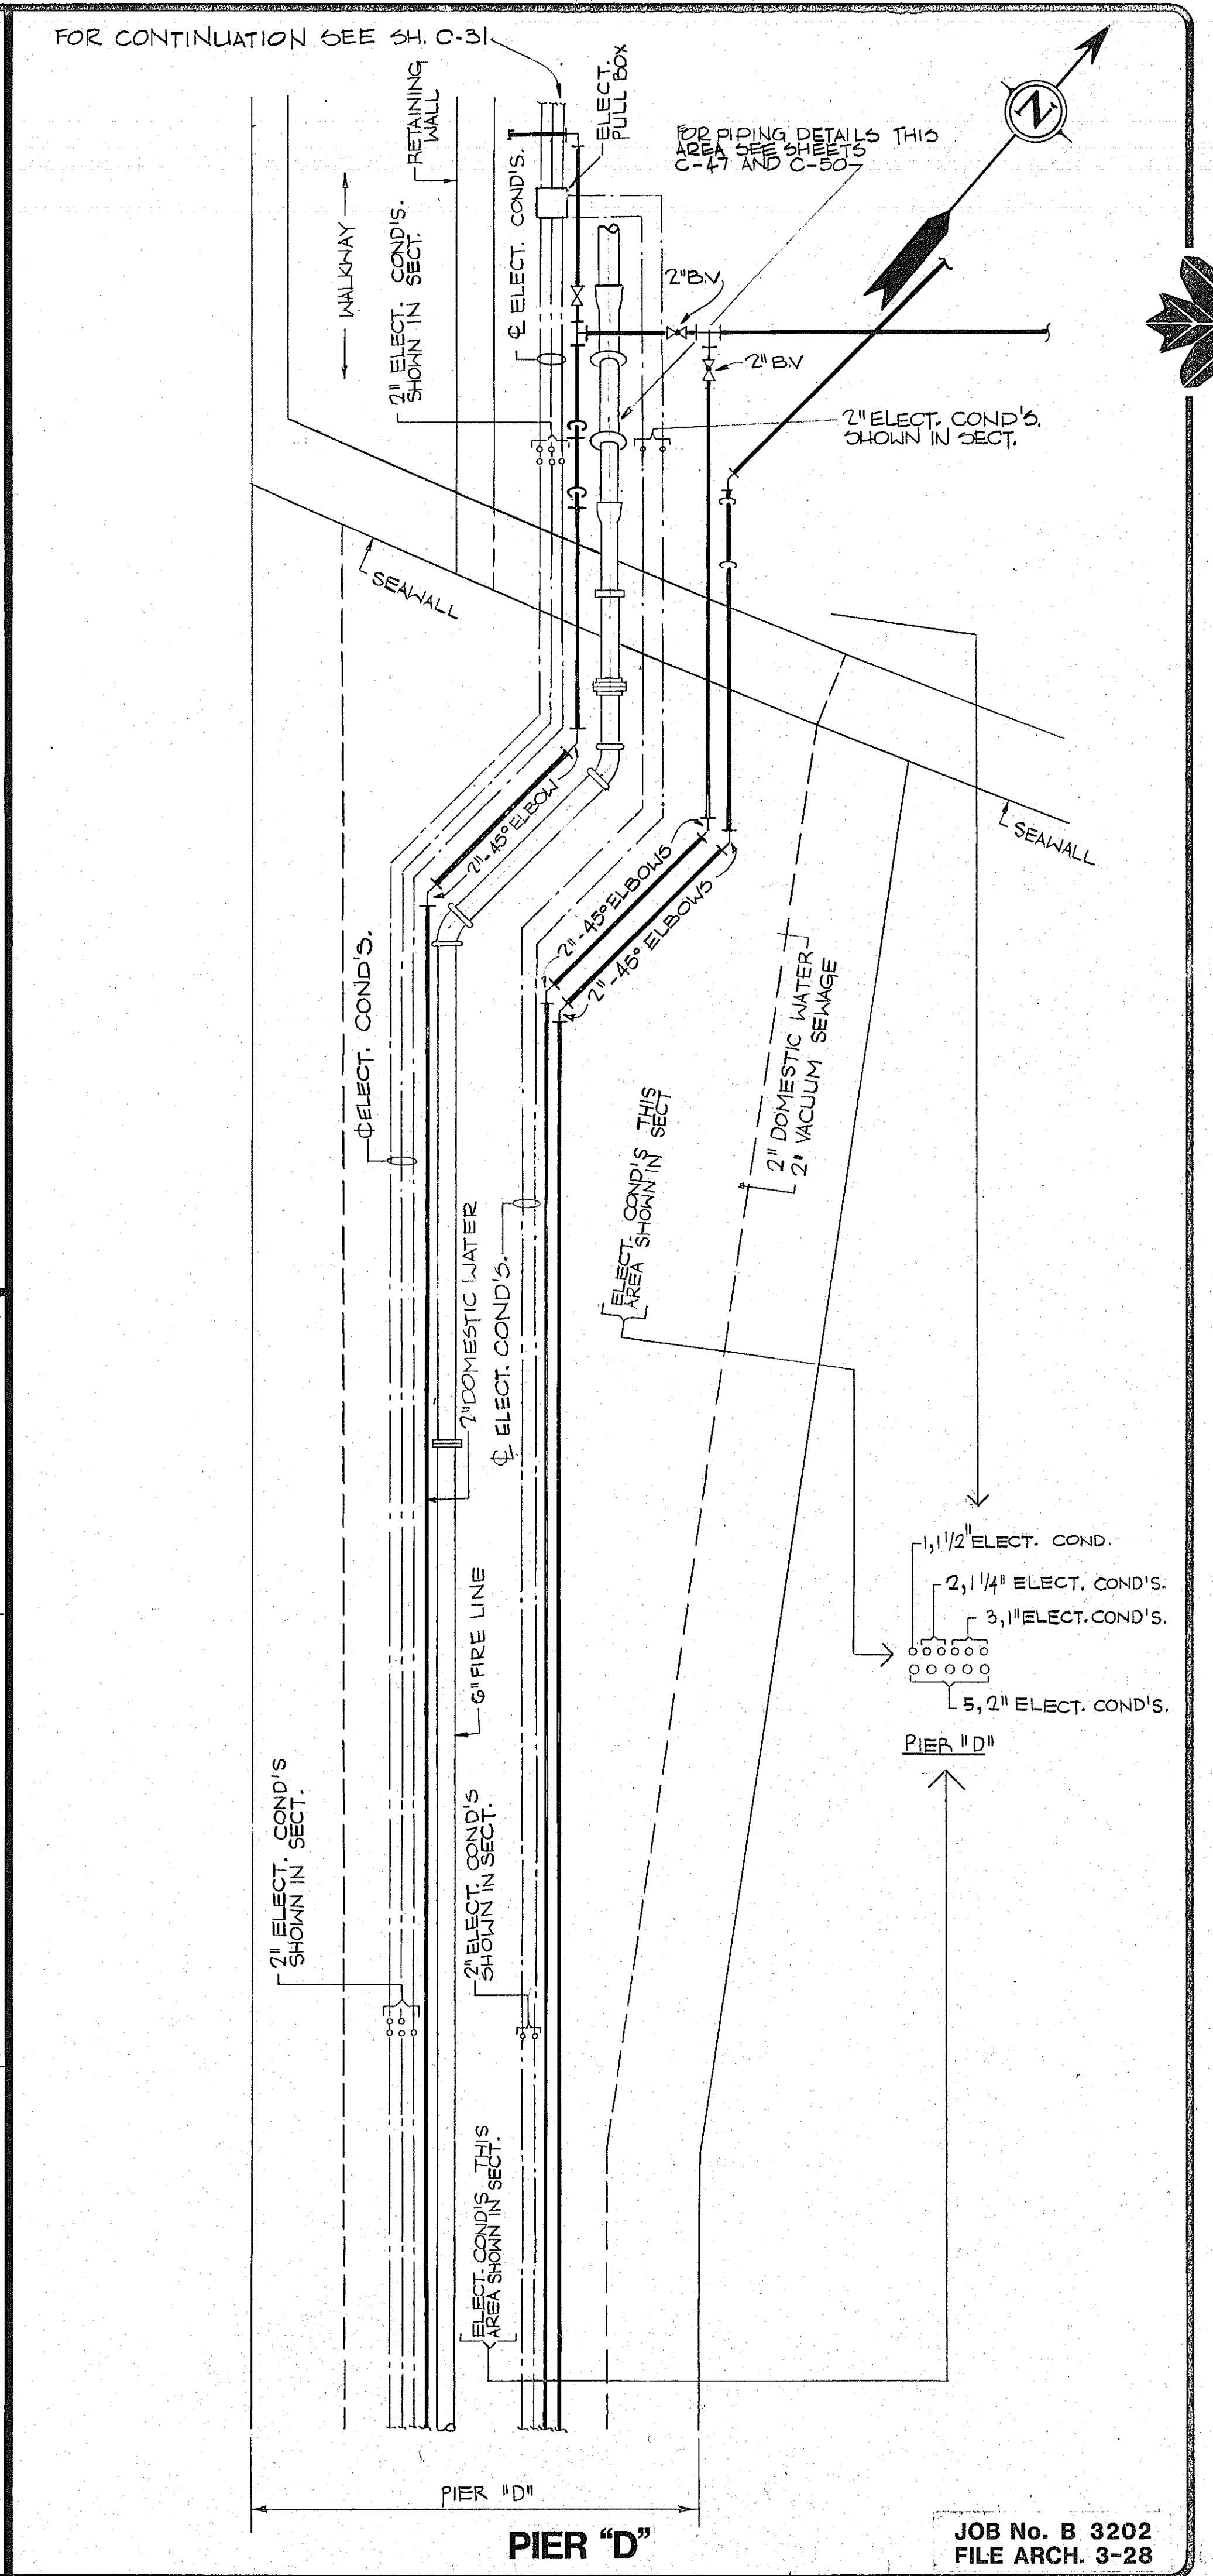 FOR CONTINUATION SEE SH. C-31
RETAINING
WALL
ELECT.
PULL BOX
N
FOR PIPING DETAILS THIS
AREA SEE SHEETS
C-47 AND C-50
WALKWAY
2" ELECT. COND'S.
SHOWN IN SECT.
℄ ELECT. COND'S.
2" B.V.
2" B.V
2" ELECT. COND'S.
SHOWN IN SECT.
SEAWALL
SEAWALL
2"-45° ELBOW
2"-45° ELBOWS
2"-45° ELBOWS
℄ ELECT. COND'S.
2" DOMESTIC WATER
2" VACUUM SEWAGE
ELECT. COND'S THIS
AREA SHOWN IN SECT
2" DOMESTIC WATER
℄ ELECT. COND'S.
1, 1 1/2" ELECT. COND.
2, 1 1/4" ELECT. COND'S.
3, 1" ELECT. COND'S.
5, 2" ELECT. COND'S.
PIER "D"
6" FIRE LINE
2" ELECT. COND'S
SHOWN IN SECT.
2" ELECT. COND'S
SHOWN IN SECT.
ELECT. COND'S THIS
AREA SHOWN IN SECT.
PIER "D"
PIER "D"
JOB No. B 3202
FILE ARCH. 3-28